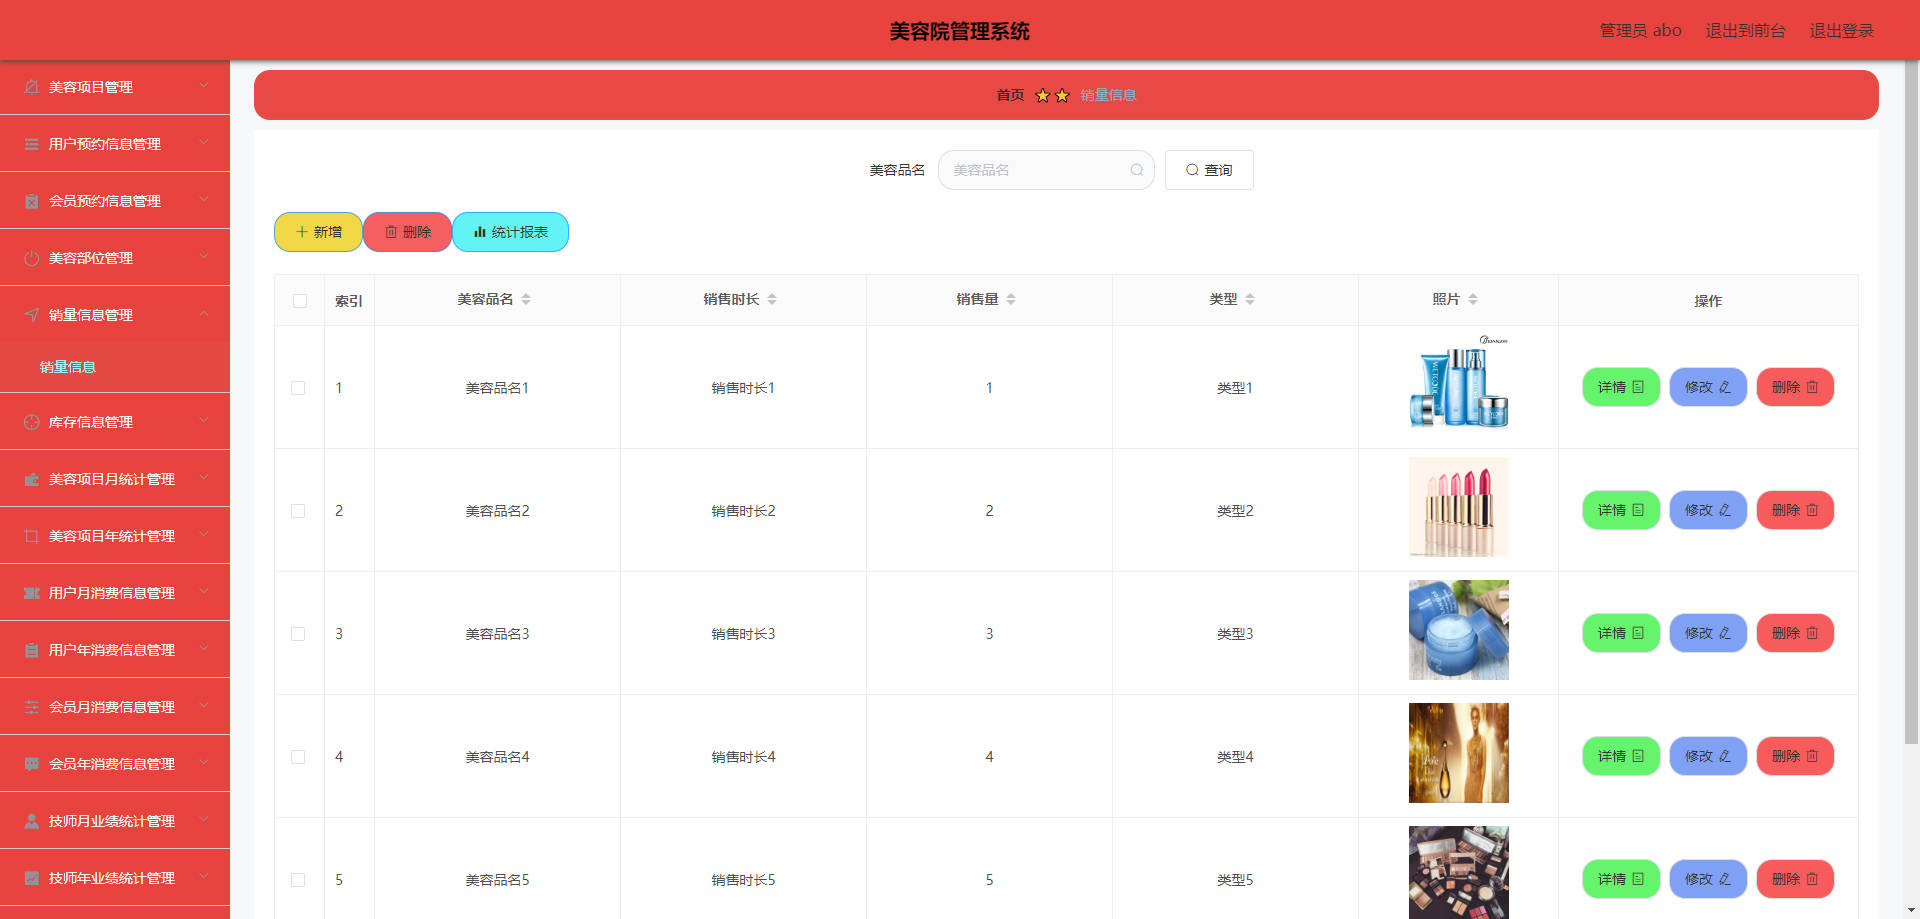 美容院管理系统
管理员 abo 退出到前台 退出登录
美容项目管理
用户预约信息管理
会员预约信息管理
美容部位管理
销量信息管理
销量信息
库存信息管理
美容项目月统计管理
美容项目年统计管理
用户月消费信息管理
用户年消费信息管理
会员月消费信息管理
会员年消费信息管理
技师月业绩统计管理
技师年业绩统计管理
首页 销量信息
美容品名 美容品名 查询
新增 删除 统计报表
索引 美容品名 销售时长 销售量 类型 照片 操作
1 美容品名1 销售时长1 1 类型1 详情 修改 删除
2 美容品名2 销售时长2 2 类型2 详情 修改 删除
3 美容品名3 销售时长3 3 类型3 详情 修改 删除
4 美容品名4 销售时长4 4 类型4 详情 修改 删除
5 美容品名5 销售时长5 5 类型5 详情 修改 删除